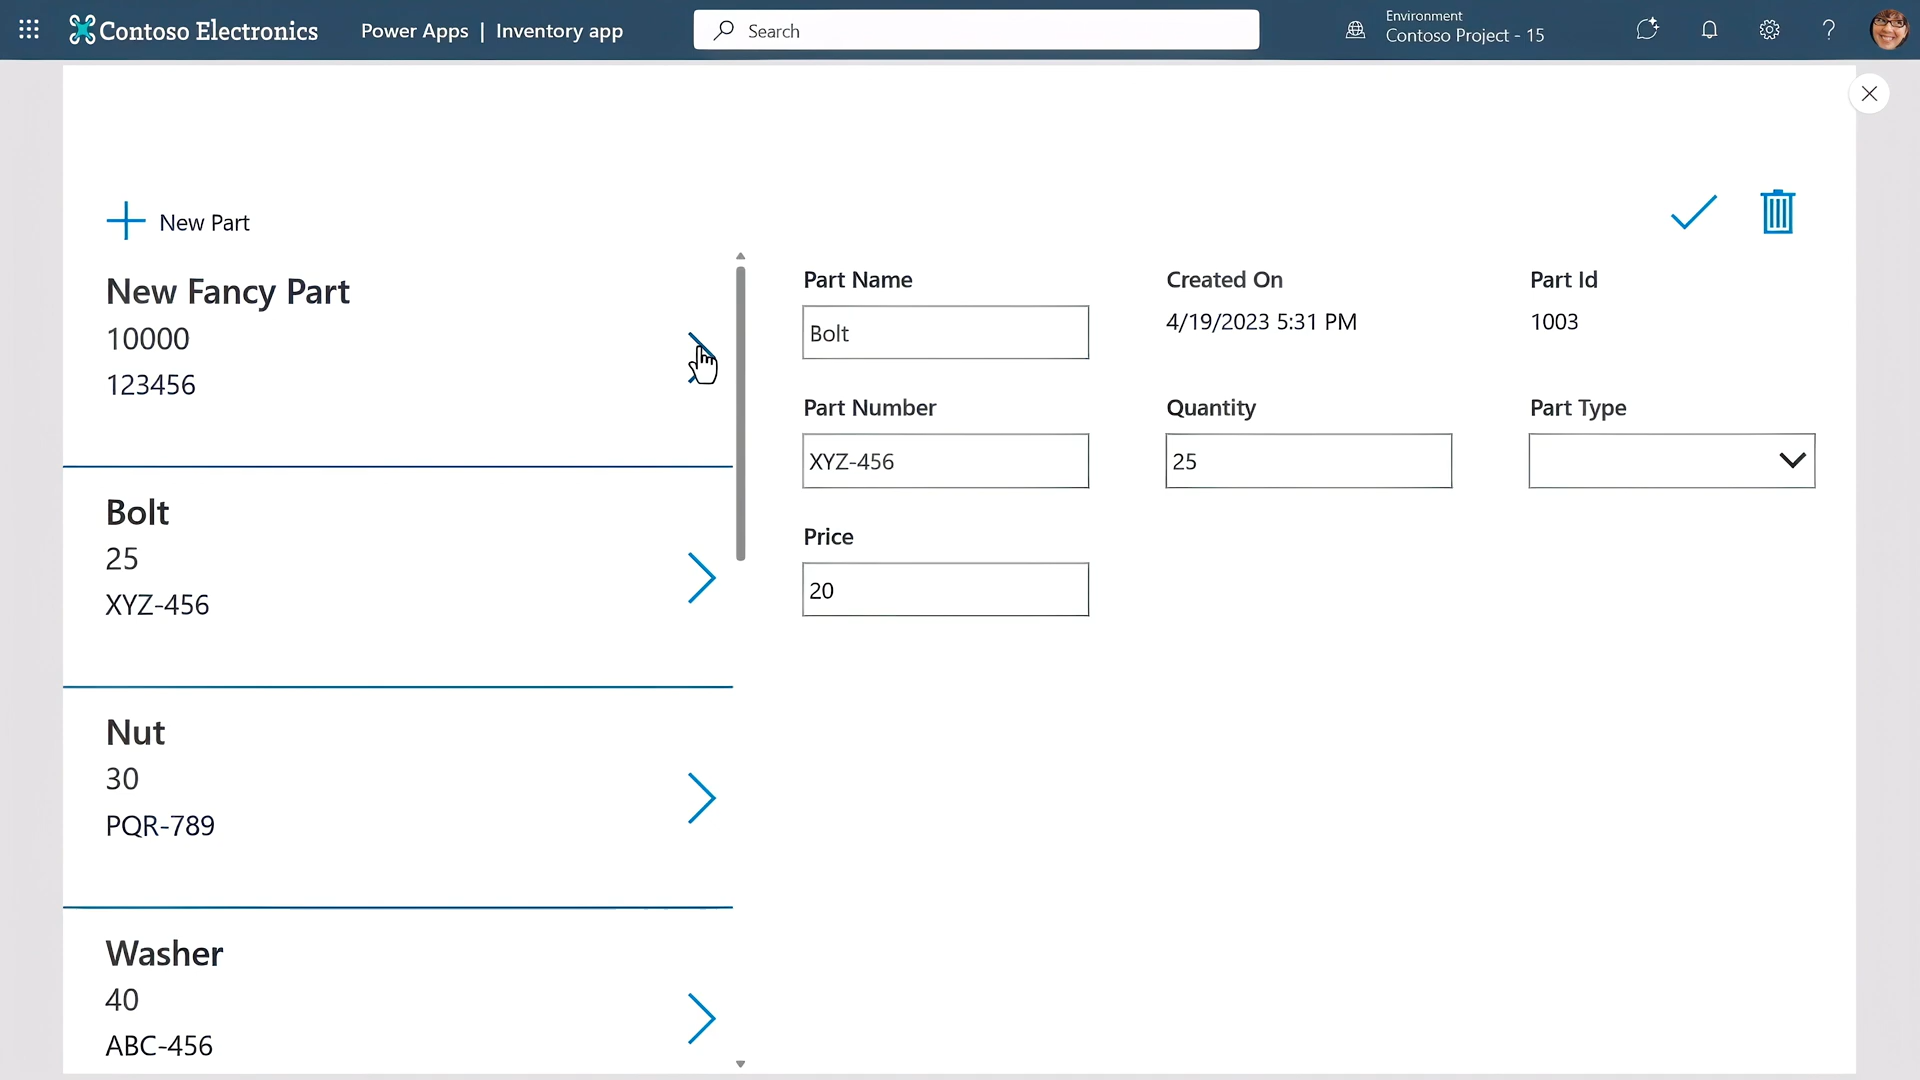 Contoso Electronics
Power Apps | Inventory app
Search
Environment
Contoso Project - 15
New Part
New Fancy Part
10000
123456
Bolt
25
XYZ-456
Nut
30
PQR-789
Washer
40
ABC-456
Part Name
Bolt
Created On
4/19/2023 5:31 PM
Part Id
1003
Part Number
XYZ-456
Quantity
25
Part Type
Price
20